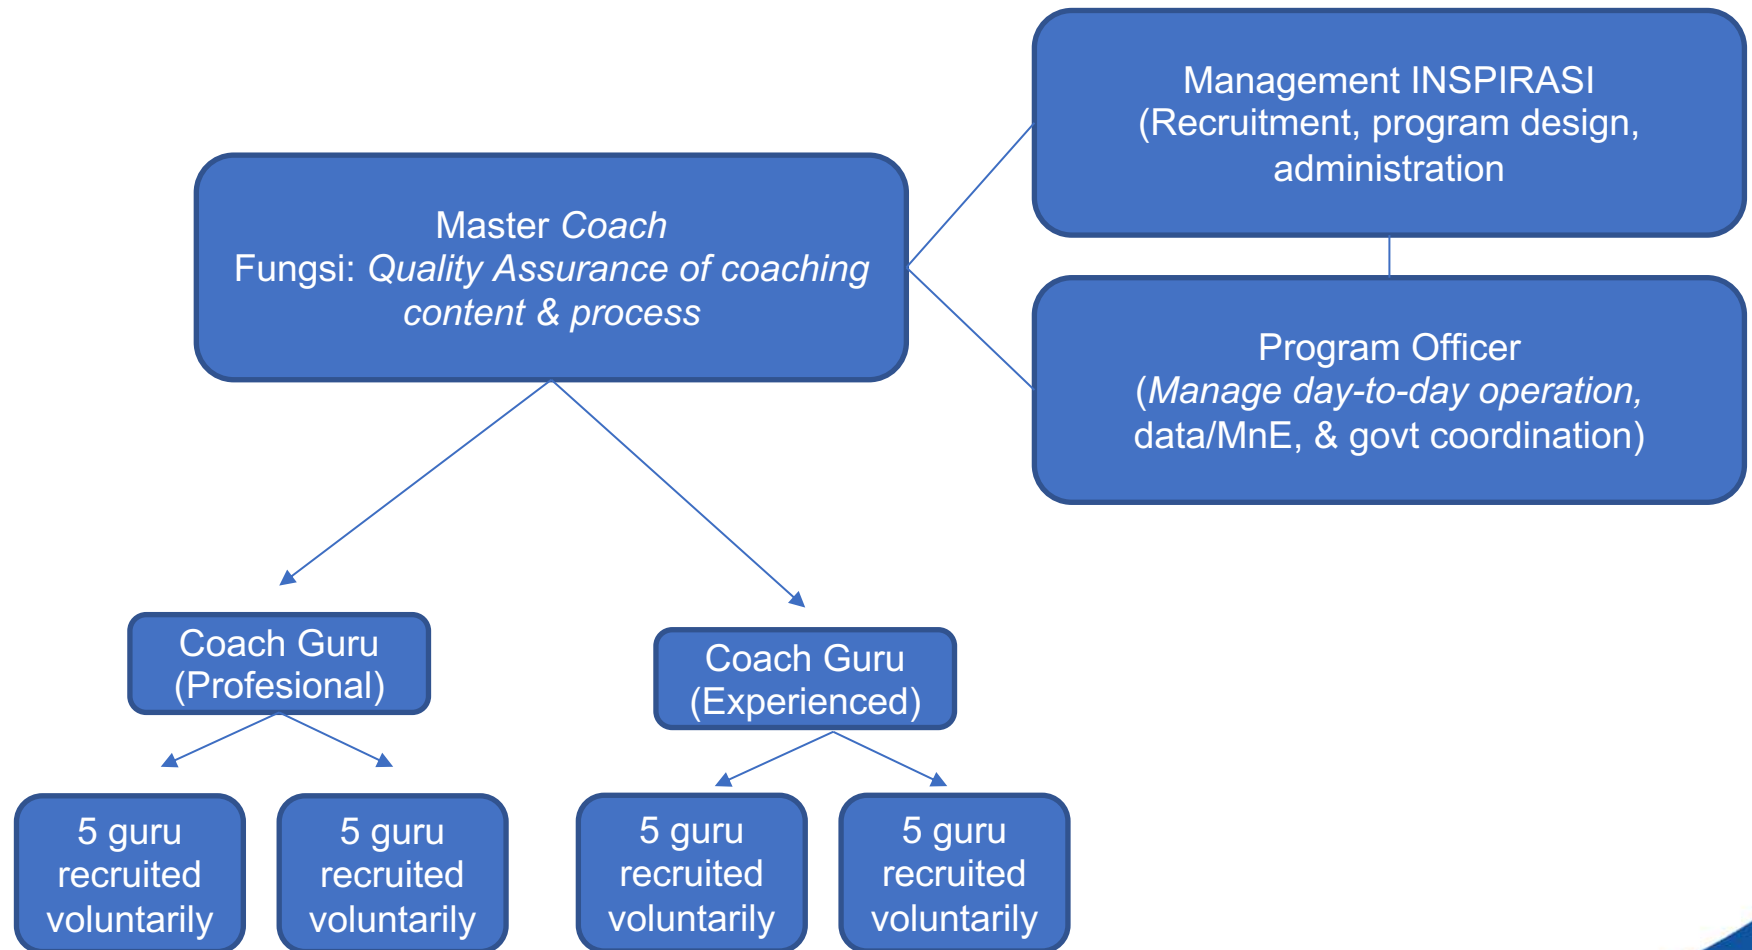 Management INSPIRASI
(Recruitment, program design,
administration
Master Coach
Fungsi: Quality Assurance of coaching
content & process
Program Officer
(Manage day-to-day operation,
data/MnE, & govt coordination)
Coach Guru
(Profesional)
Coach Guru
(Experienced)
5 guru
recruited
voluntarily
5 guru
recruited
voluntarily
5 guru
recruited
voluntarily
5 guru
recruited
voluntarily